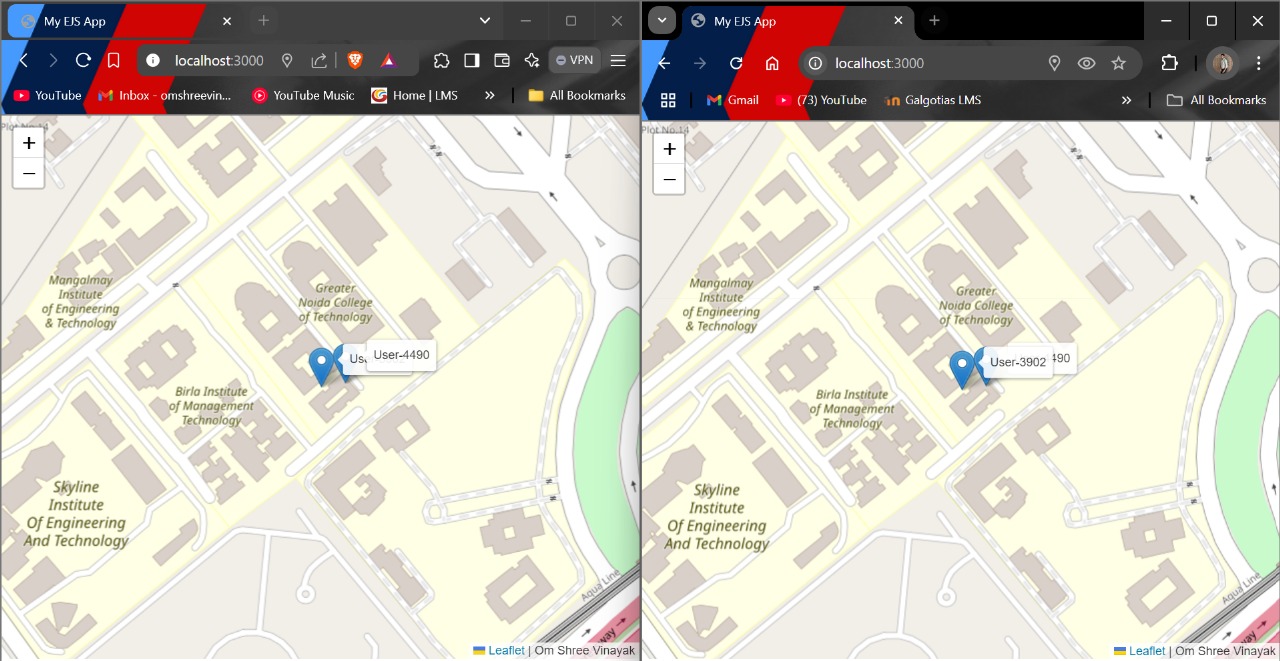 My EJS App
localhost:3000
VPN
YouTube
Inbox - omshreevin...
YouTube Music
Home | LMS
»
All Bookmarks
Plot No.14
+
−
Mangalmay
Institute
of Engineering
& Technology
Greater
Noida College
of Technology
Us
User-4490
Birla Institute
of Management
Technology
Skyline
Institute
Of Engineering
And Technology
Aqua Line
way
Leaflet | Om Shree Vinayak
My EJS App
localhost:3000
Gmail
(73) YouTube
Galgotias LMS
»
All Bookmarks
Plot No.14
+
−
Mangalmay
Institute
of Engineering
& Technology
Greater
Noida College
of Technology
User-3902
490
Birla Institute
of Management
Technology
Skyline
Institute
Of Engineering
And Technology
Aqua Line
way
Leaflet | Om Shree Vinayak